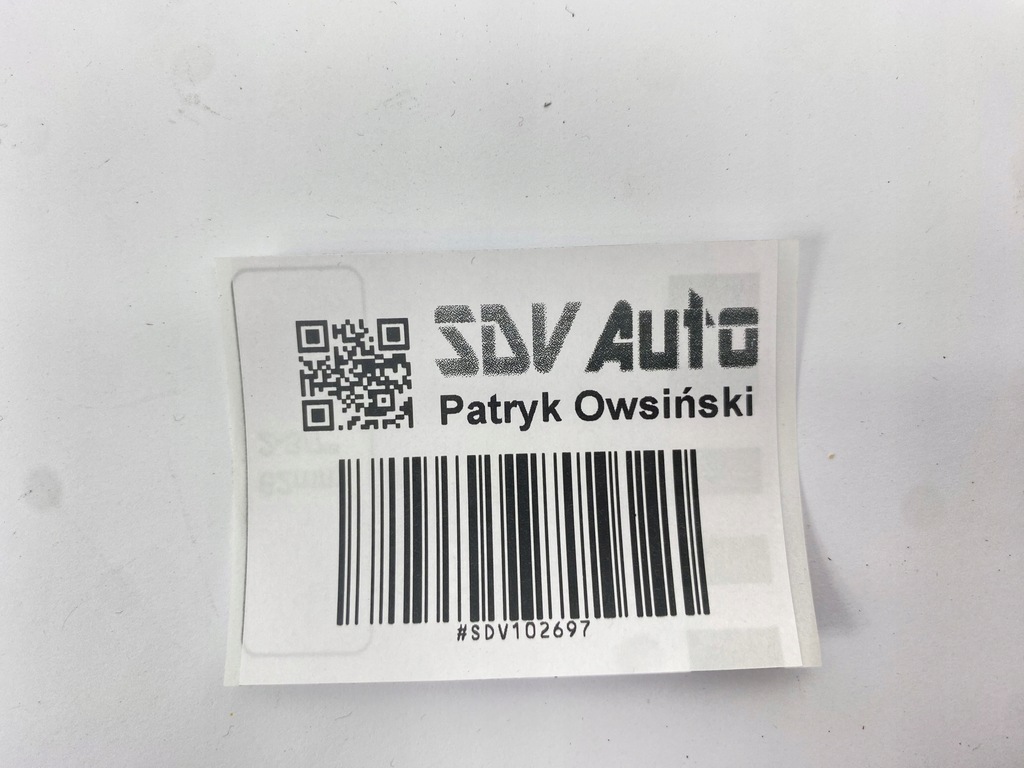 SDV Auto
Patryk Owsiński
#SDV102697